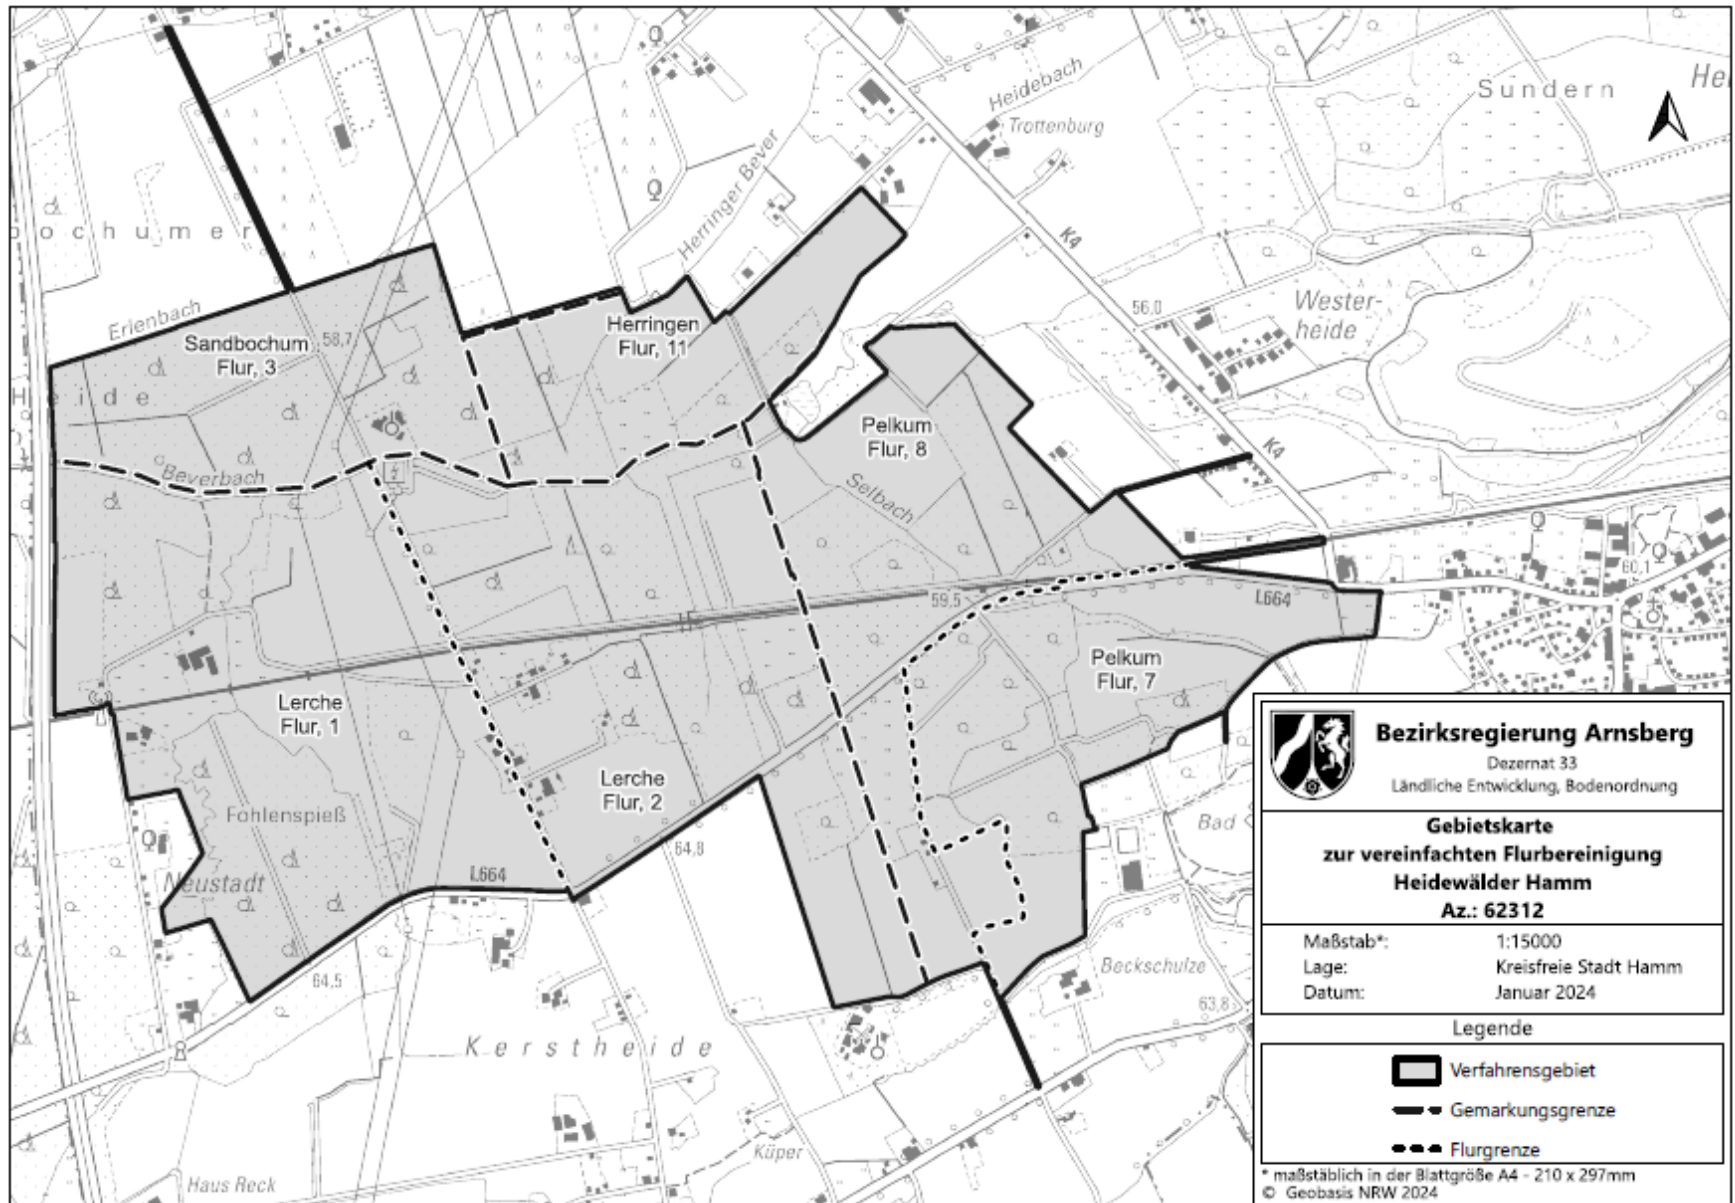 Heidebach
Trottenburg
Sundern
He
Herringer Bever
K4
bochumer
Erlenbach
Sandbochum
Flur, 3
58,7
Herringen
Flur, 11
56,0
Wester-
heide
Heide
Pelkum
Flur, 8
K4
Beverbach
Selbach
60,1
59,5
L664
Pelkum
Flur, 7
Lerche
Flur, 1
Lerche
Flur, 2
Fohlenspieß
64,8
Bad
Neustadt
L664
64,5
Beckschulze
63,8
Kerstheide
Küper
Haus Reck
Bezirksregierung Arnsberg
Dezernat 33
Ländliche Entwicklung, Bodenordnung
Gebietskarte
zur vereinfachten Flurbereinigung
Heidewälder Hamm
Az.: 62312
Maßstab*: 1:15000
Lage: Kreisfreie Stadt Hamm
Datum: Januar 2024
Legende
Verfahrensgebiet
Gemarkungsgrenze
Flurgrenze
* maßstäblich in der Blattgröße A4 - 210 x 297mm
© Geobasis NRW 2024